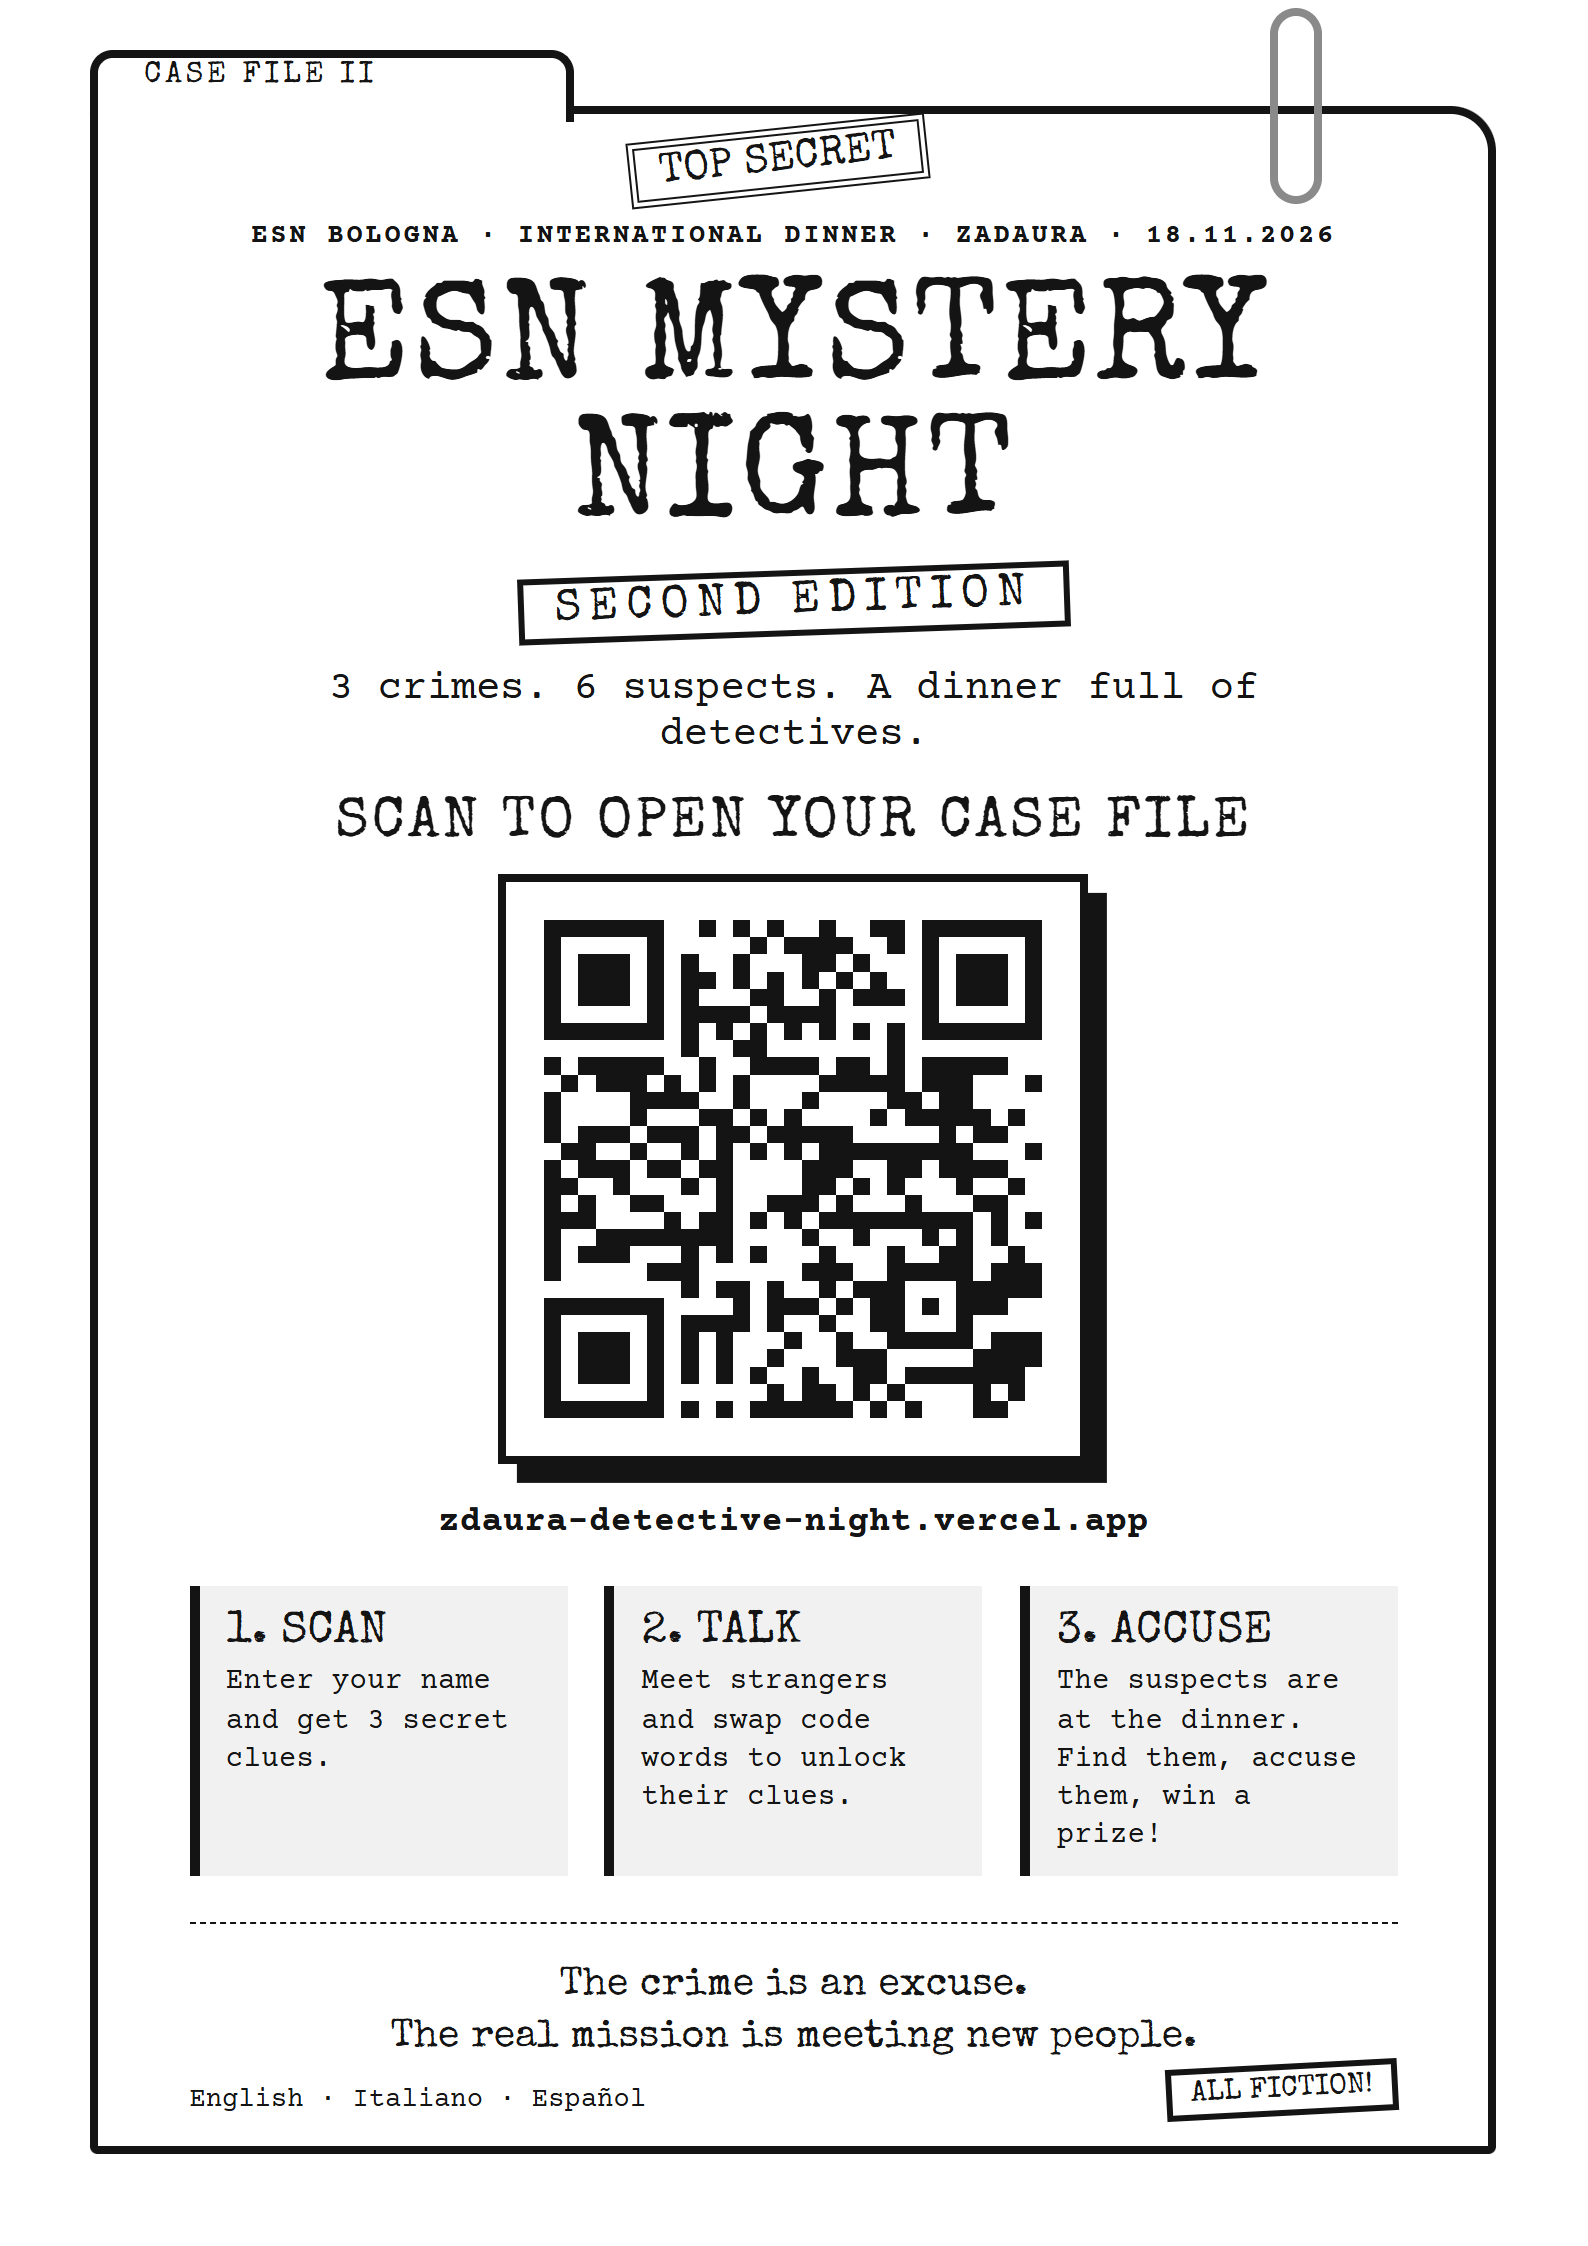 CASE FILE II
TOP SECRET
ESN BOLOGNA · INTERNATIONAL DINNER · ZADAURA · 18.11.2026
ESN MYSTERY
NIGHT
SECOND EDITION
3 crimes. 6 suspects. A dinner full of
detectives.
SCAN TO OPEN YOUR CASE FILE
zdaura-detective-night.vercel.app
1. SCAN
Enter your name
and get 3 secret
clues.
2. TALK
Meet strangers
and swap code
words to unlock
their clues.
3. ACCUSE
The suspects are
at the dinner.
Find them, accuse
them, win a
prize!
The crime is an excuse.
The real mission is meeting new people.
English · Italiano · Español
ALL FICTION!